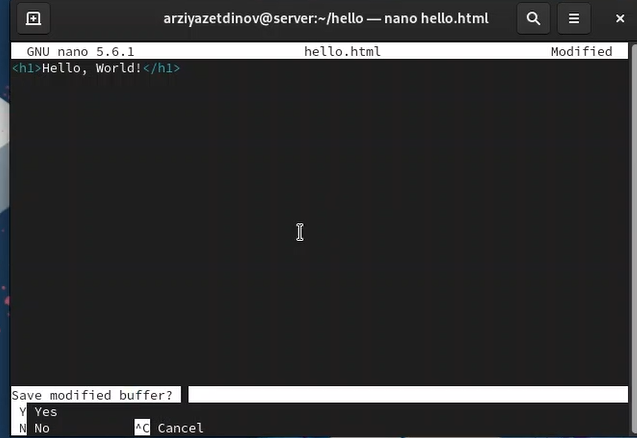 arziyazetdinov@server:~/hello — nano hello.html
GNU nano 5.6.1 hello.html Modified
<h1>Hello, World!</h1>
Save modified buffer?
Y Yes
N No ^C Cancel